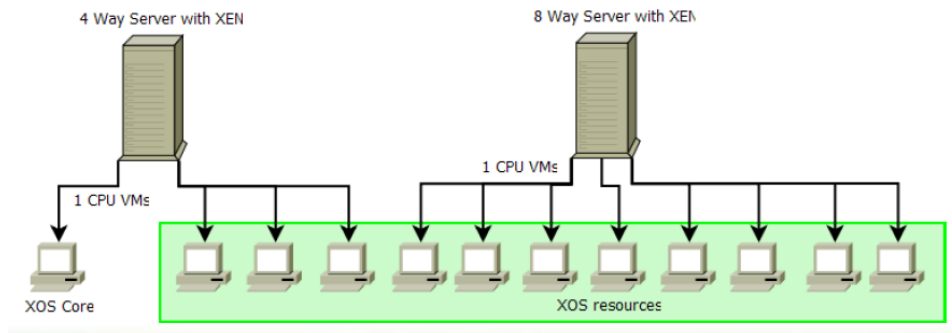 4 Way Server with XEN
8 Way Server with XEN
1 CPU VMs
1 CPU VMs
XOS Core
XOS resources